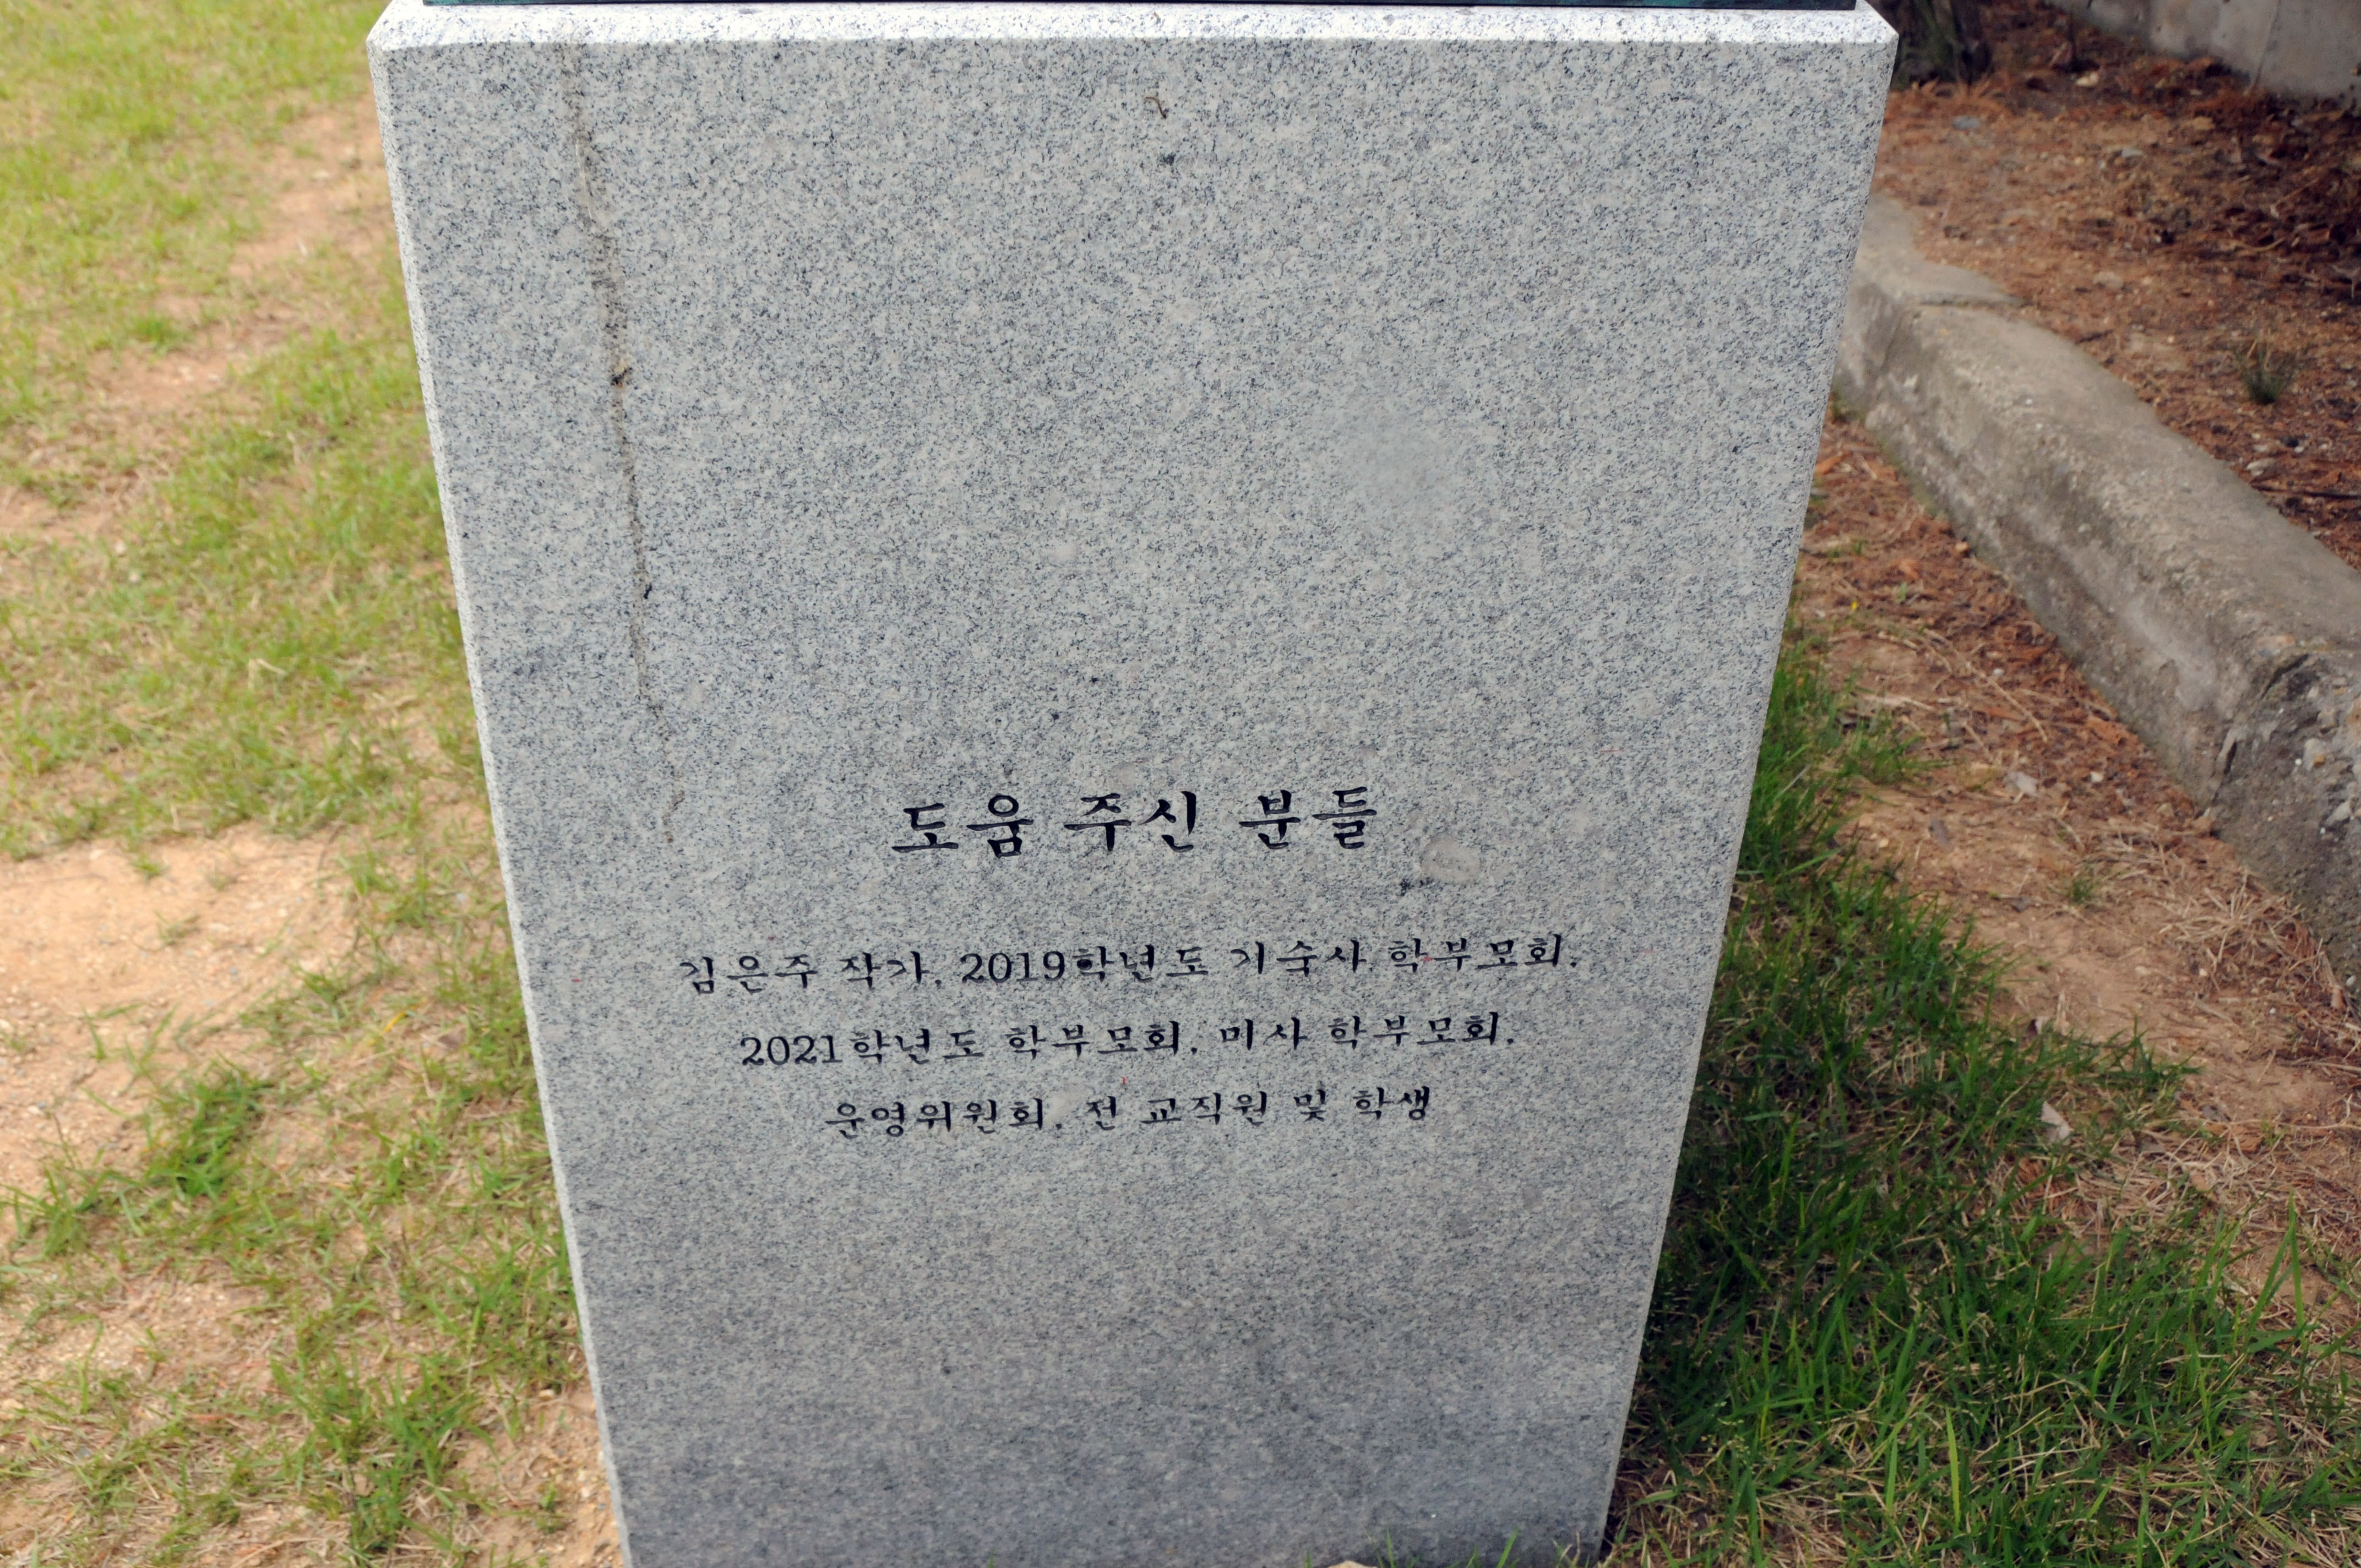 도움 주신 분들
김은주 작가, 2019학년도 기숙사 학부모회,
2021학년도 학부모회, 미사 학부모회,
운영위원회, 전 교직원 및 학생